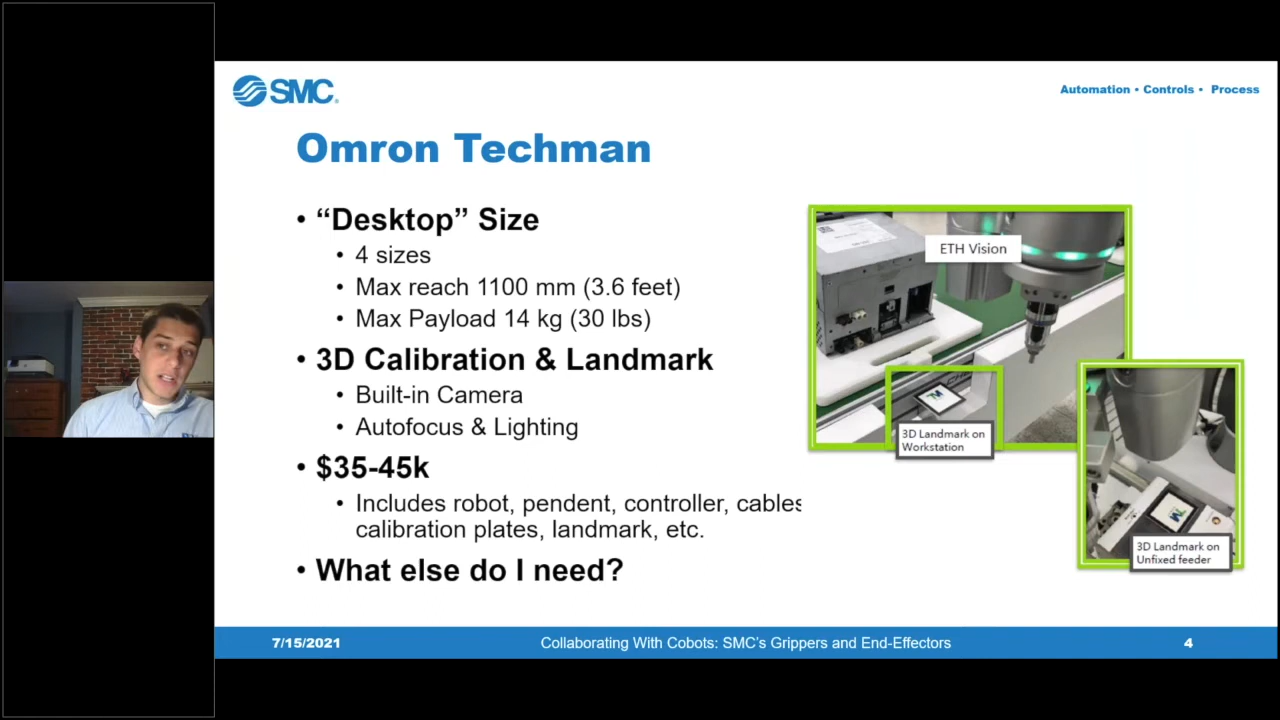 SMC
Automation • Controls • Process
Omron Techman
• “Desktop” Size
• 4 sizes
• Max reach 1100 mm (3.6 feet)
• Max Payload 14 kg (30 lbs)
• 3D Calibration & Landmark
• Built-in Camera
• Autofocus & Lighting
• $35-45k
• Includes robot, pendent, controller, cables
calibration plates, landmark, etc.
• What else do I need?
ETH Vision
3D Landmark on
Workstation
TM
3D Landmark on
Unfixed feeder
7/15/2021
Collaborating With Cobots: SMC’s Grippers and End-Effectors
4